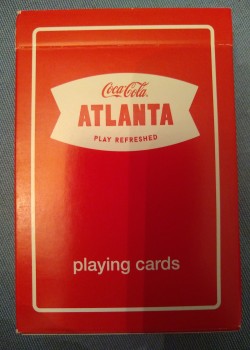 Coca-Cola
ATLANTA
PLAY REFRESHED
playing cards